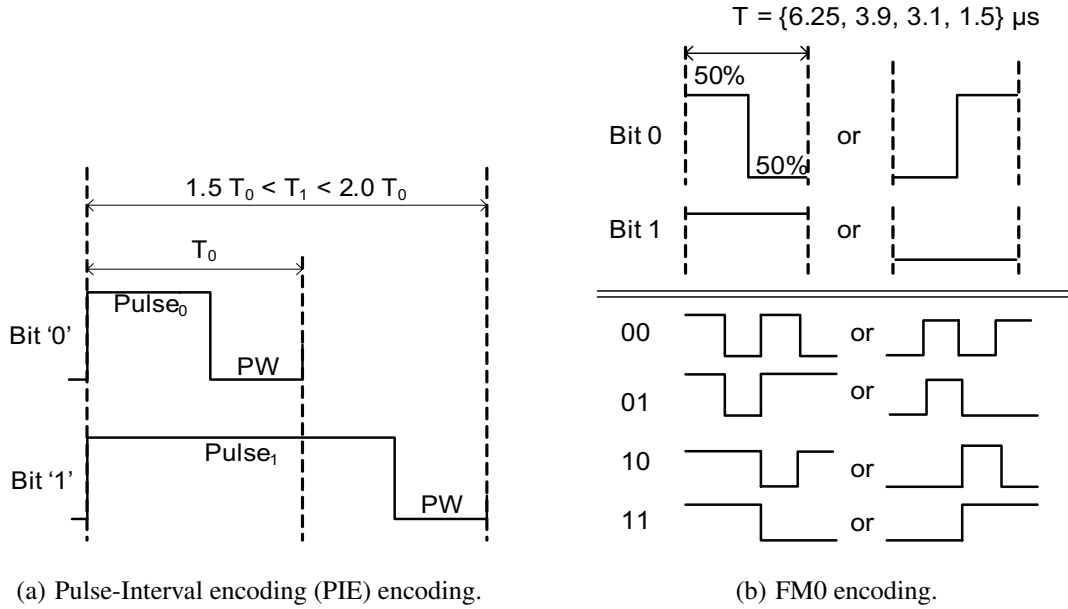 1.5 T₀ < T₁ < 2.0 T₀
T₀
Pulse₀
Bit ‘0’
PW
Pulse₁
Bit ‘1’
PW
(a) Pulse-Interval encoding (PIE) encoding.
T = {6.25, 3.9, 3.1, 1.5} µs
50%
Bit 0
or
50%
Bit 1
or
00
or
01
or
10
or
11
or
(b) FM0 encoding.